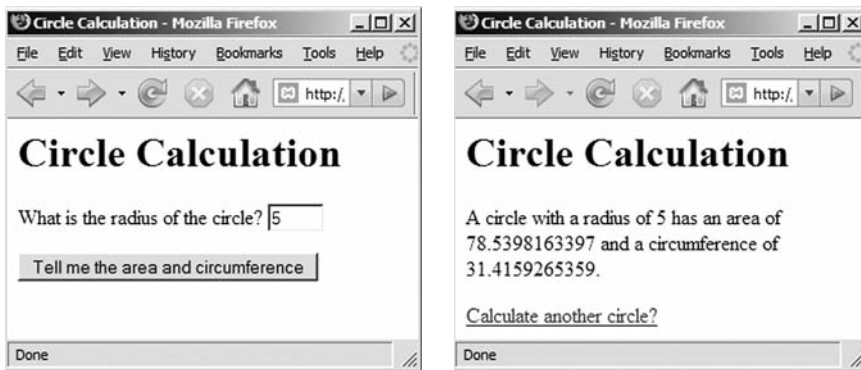 Circle Calculation - Mozilla Firefox
File Edit View History Bookmarks Tools Help
http:/.
Circle Calculation
What is the radius of the circle? 5
Tell me the area and circumference
Done
Circle Calculation - Mozilla Firefox
File Edit View History Bookmarks Tools Help
http:/.
Circle Calculation
A circle with a radius of 5 has an area of
78.5398163397 and a circumference of
31.4159265359.
Calculate another circle?
Done